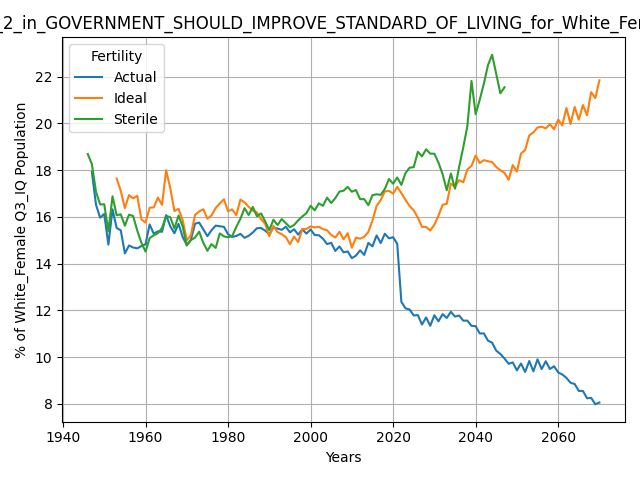 _2_in_GOVERNMENT_SHOULD_IMPROVE_STANDARD_OF_LIVING_for_White_Fem
Fertility
Actual
Ideal
Sterile
% of White_Female Q3_IQ Population
22
20
18
16
14
12
10
8
1940
1960
1980
2000
2020
2040
2060
Years